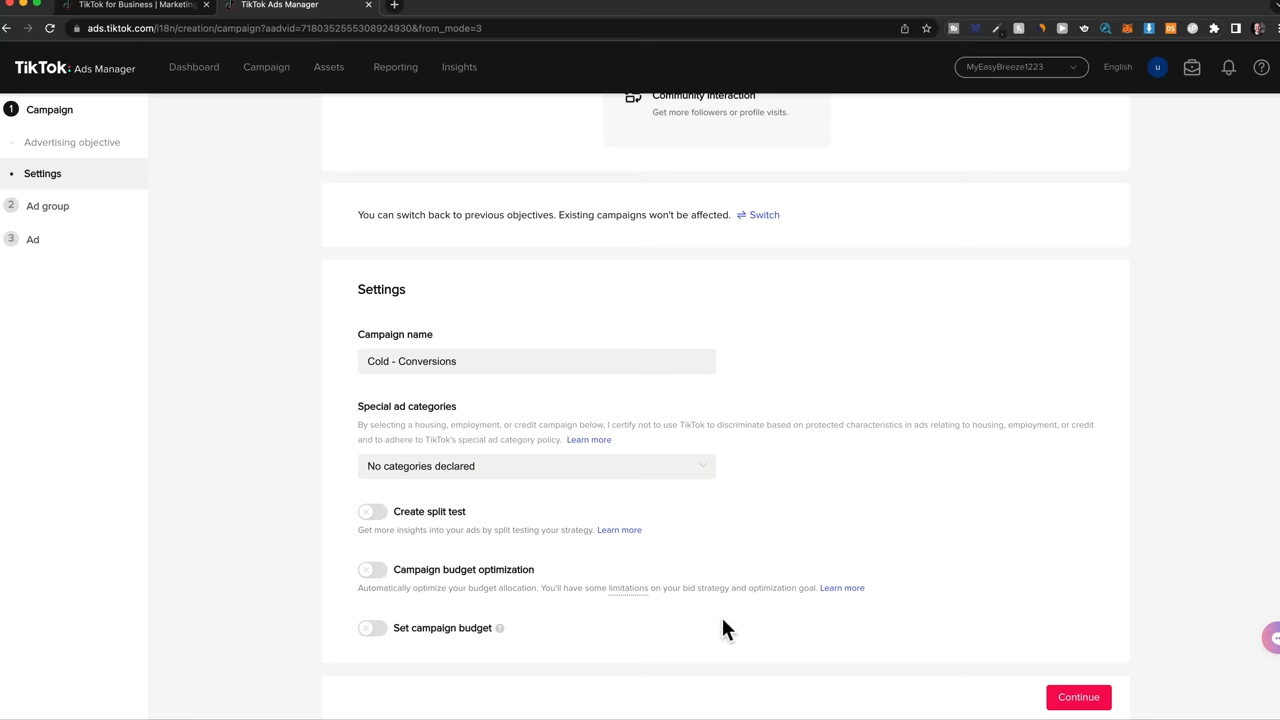 TikTok for Business | Marketing
TikTok Ads Manager
ads.tiktok.com/i18n/creation/campaign?aadvid=7180352555308924930&from_mode=3
TikTok: Ads Manager
Dashboard
Campaign
Assets
Reporting
Insights
MyEasyBreeze1223
English
u
1 Campaign
Advertising objective
Settings
2 Ad group
3 Ad
Community interaction
Get more followers or profile visits.
You can switch back to previous objectives. Existing campaigns won't be affected. Switch
Settings
Campaign name
Cold - Conversions
Special ad categories
By selecting a housing, employment, or credit campaign below, I certify not to use TikTok to discriminate based on protected characteristics in ads relating to housing, employment, or credit
and to adhere to TikTok's special ad category policy. Learn more
No categories declared
Create split test
Get more insights into your ads by split testing your strategy. Learn more
Campaign budget optimization
Automatically optimize your budget allocation. You'll have some limitations on your bid strategy and optimization goal. Learn more
Set campaign budget ?
Continue